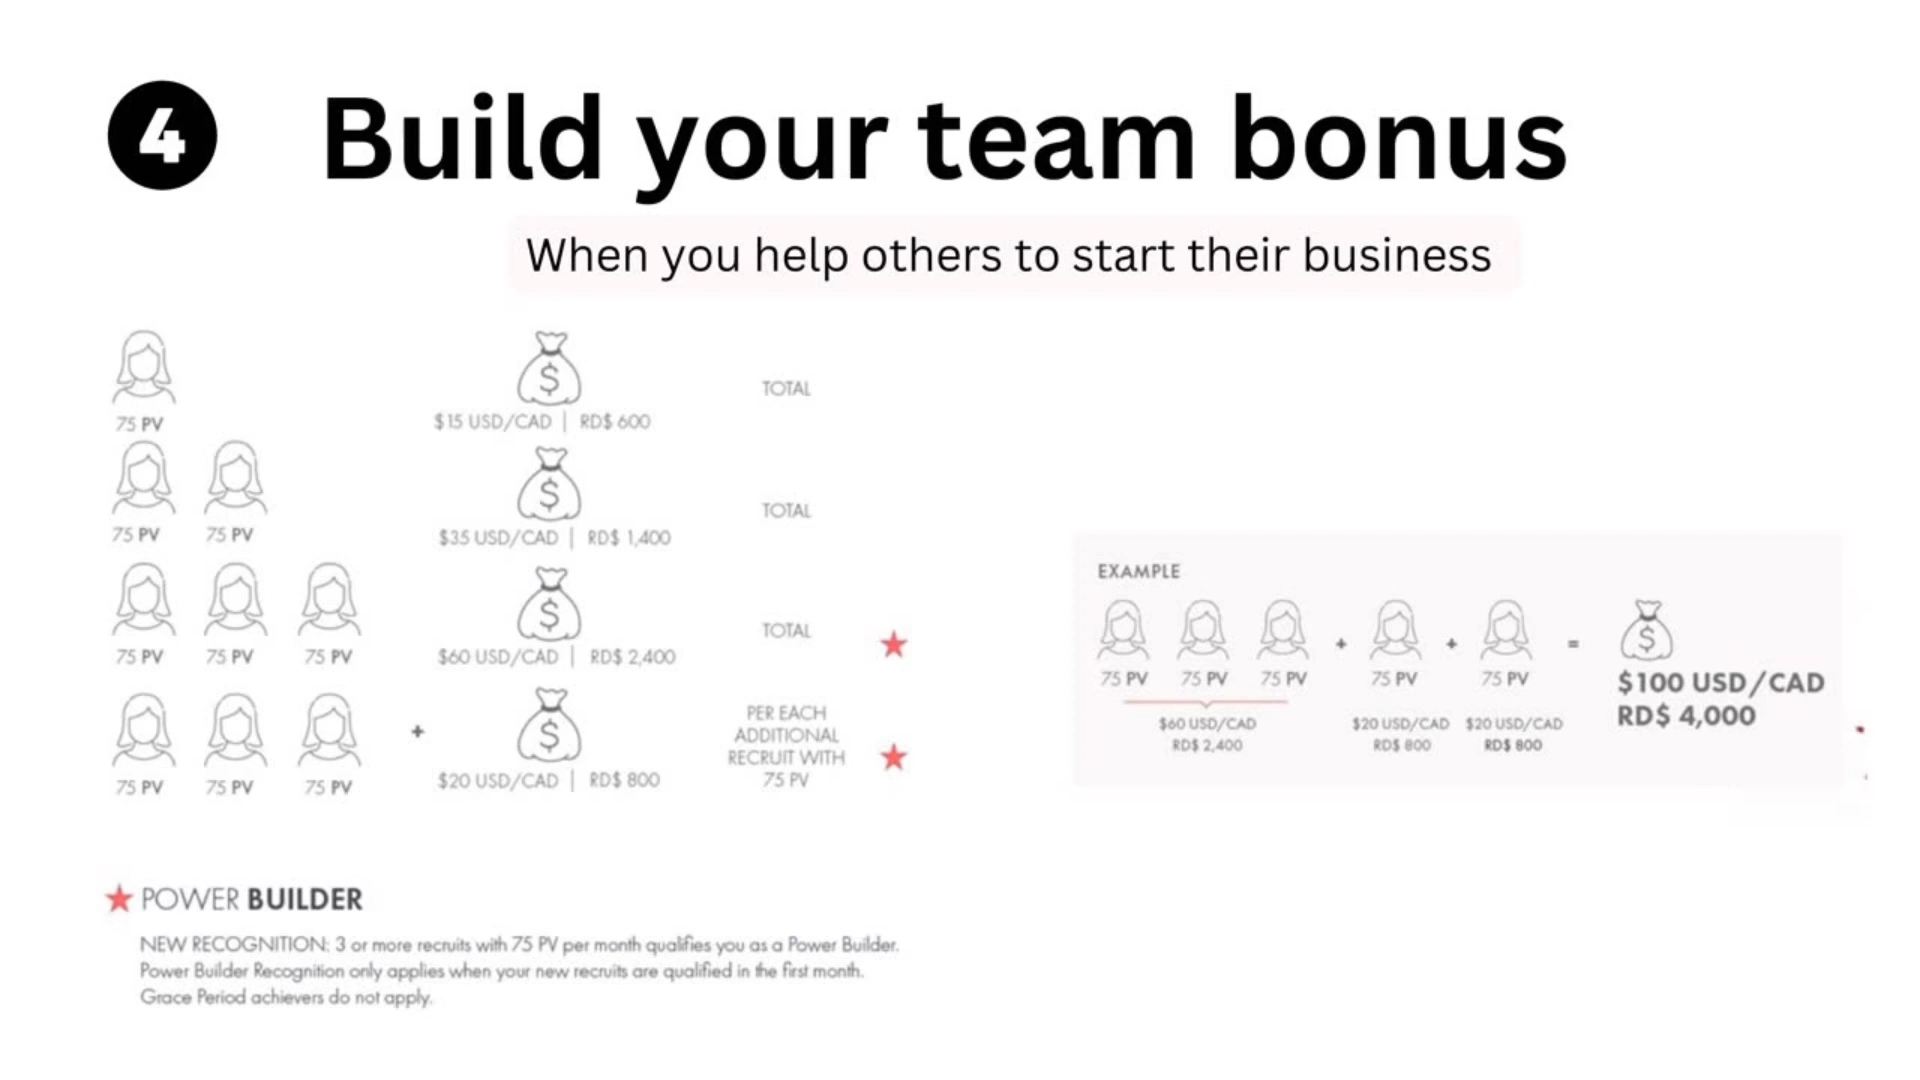 4
Build your team bonus
When you help others to start their business
75 PV
$15 USD/CAD | RD$ 600
TOTAL
75 PV 75 PV
$35 USD/CAD | RD$ 1,400
TOTAL
75 PV 75 PV 75 PV
$60 USD/CAD | RD$ 2,400
TOTAL
75 PV 75 PV 75 PV
+
$20 USD/CAD | RD$ 800
PER EACH
ADDITIONAL
RECRUIT WITH
75 PV
EXAMPLE
75 PV 75 PV 75 PV + 75 PV + 75 PV =
$60 USD/CAD
RD$ 2,400
$20 USD/CAD
RD$ 800
$20 USD/CAD
RD$ 800
$100 USD/CAD
RD$ 4,000
POWER BUILDER
NEW RECOGNITION: 3 or more recruits with 75 PV per month qualifies you as a Power Builder.
Power Builder Recognition only applies when your new recruits are qualified in the first month.
Grace Period achievers do not apply.